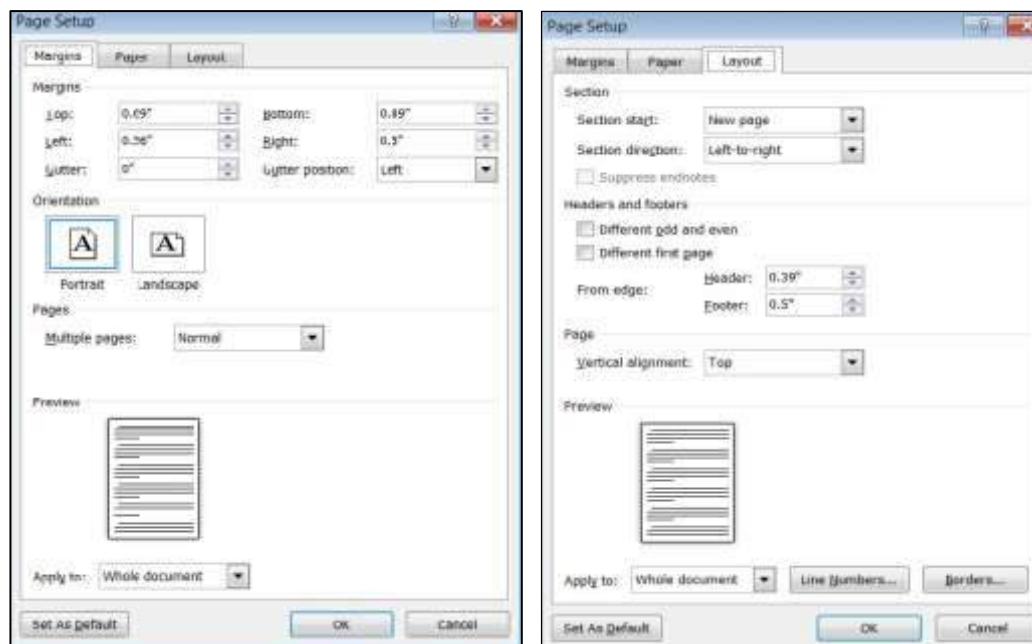 Page Setup
Margins Paper Layout
Margins
Top: 0.69" Bottom: 0.89"
Left: Right: 0.5"
Gutter: 0" Gutter position: Left
Orientation
A A
Portrait Landscape
Pages
Multiple pages: Normal
Preview
Apply to: Whole document
Set As Default OK Cancel
Page Setup
Margins Paper Layout
Section
Section start: New page
Section direction: Left-to-right
Suppress endnotes
Headers and footers
Different odd and even
Different first page
From edge:
Header: 0.39"
Footer: 0.5"
Page
Vertical alignment: Top
Preview
Apply to: Whole document Line Numbers... Borders...
Set As Default OK Cancel